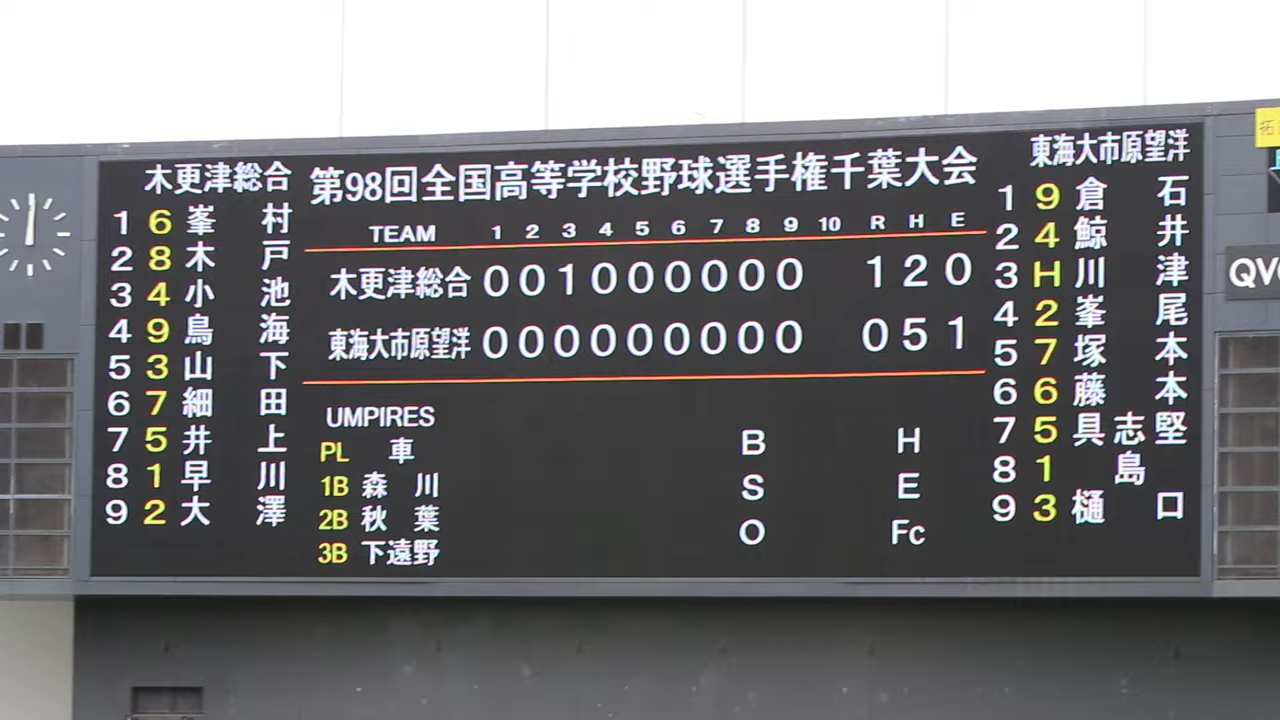 木更津総合
1 6 峯 村
2 8 木 戸
3 4 小 池
4 9 鳥 海
5 3 山 下
6 7 細 田
7 5 井 上
8 1 早 川
9 2 大 澤
第98回全国高等学校野球選手権千葉大会
TEAM 1 2 3 4 5 6 7 8 9 10 R H E
木更津総合 0 0 1 0 0 0 0 0 0 1 2 0
東海大市原望洋 0 0 0 0 0 0 0 0 0 0 5 1
UMPIRES
PL 車
1B 森 川
2B 秋 葉
3B 下遠野
B H
S E
O Fc
東海大市原望洋
1 9 倉 石
2 4 鯨 井
3 H 川 津
4 2 峯 尾
5 7 塚 本
6 6 藤 本
7 5 具志堅
8 1 島
9 3 樋 口
拓
QV